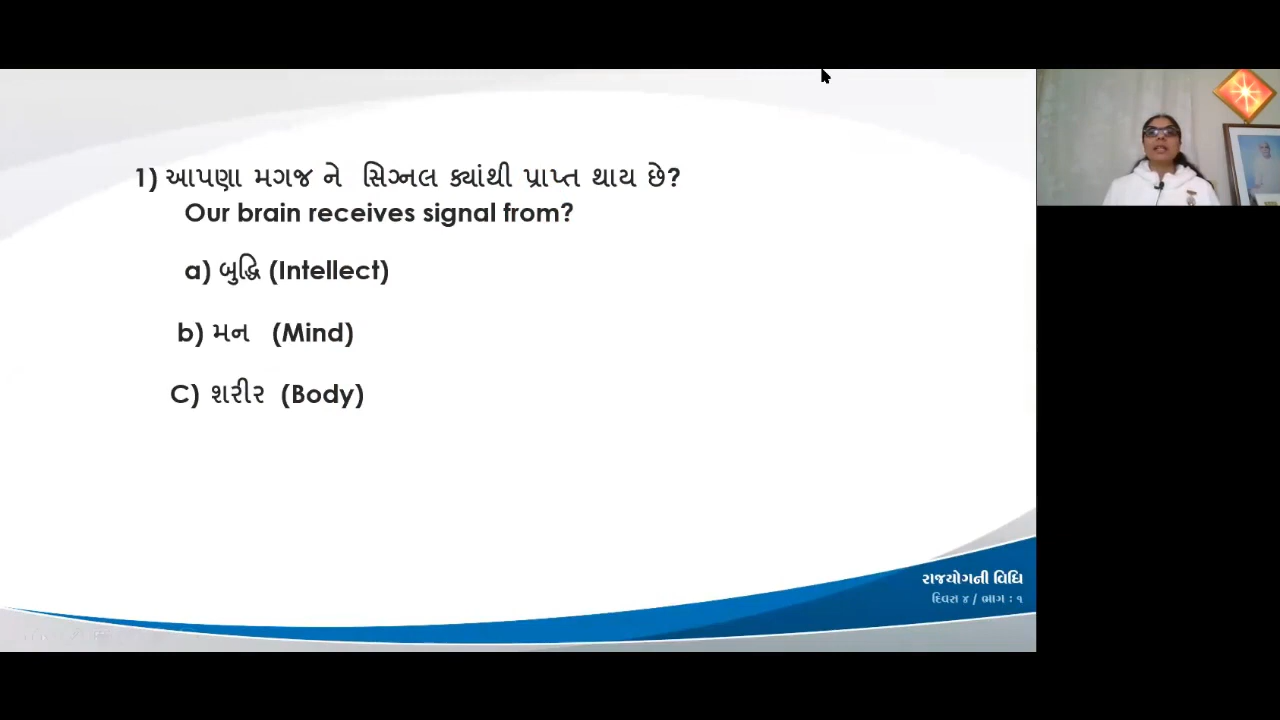 1) આપણા મગજ ને સિગ્નલ ક્યાંથી પ્રાપ્ત થાય છે?
Our brain receives signal from?
a) બુદ્ધિ (Intellect)
b) મન (Mind)
C) શરીર (Body)
રાજયોગની વિધિ
દિવસ ૪ / ભાગ : ૧